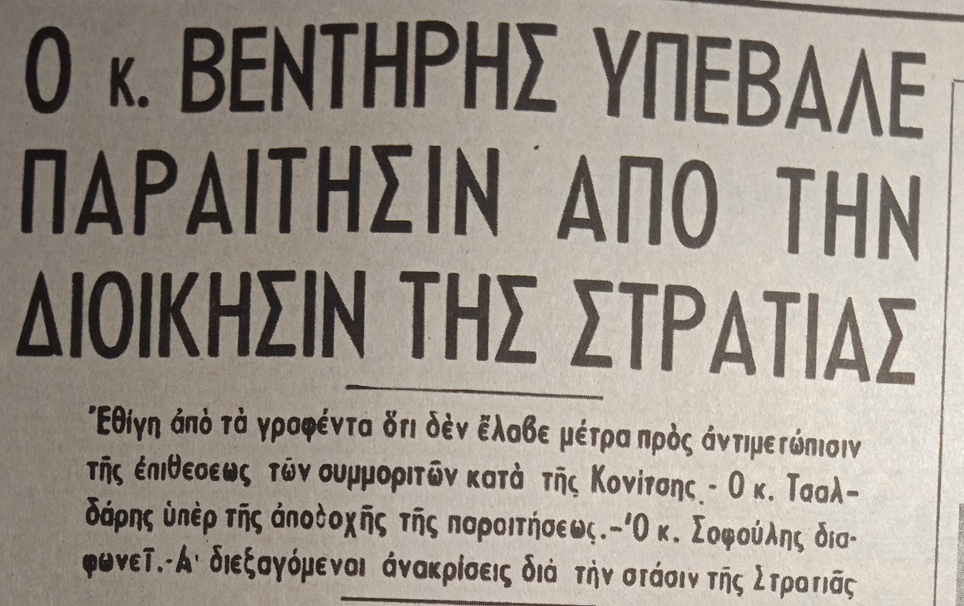 Ο κ. ΒΕΝΤΗΡΗΣ ΥΠΕΒΑΛΕ
ΠΑΡΑΙΤΗΣΙΝ ΑΠΟ ΤΗΝ
ΔΙΟΙΚΗΣΙΝ ΤΗΣ ΣΤΡΑΤΙΑΣ
Ἐθίγη ἀπὸ τὰ γραφέντα ὅτι δὲν ἔλαβε μέτρα πρὸς ἀντιμετώπισιν
τῆς ἐπιθέσεως τῶν συμμοριτῶν κατὰ τῆς Κονίτσης.- Ο κ. Τσαλ-
δάρης ὑπὲρ τῆς ἀποδοχῆς τῆς παραιτήσεως.-Ὁ κ. Σοφούλης δια-
φωνεῖ.-Α' διεξαγόμεναι ἀνακρίσεις διὰ τὴν στάσιν τῆς Στρατιᾶς